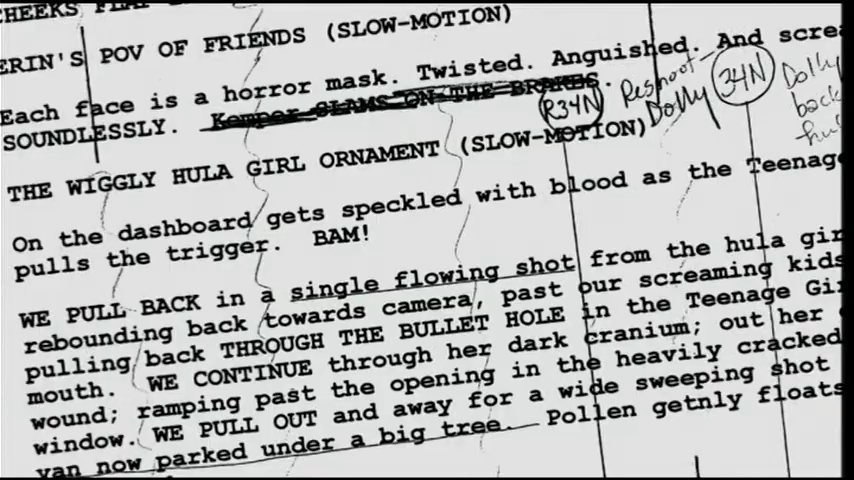 CHEEKS
ERIN'S POV OF FRIENDS (SLOW-MOTION)
Each face is a horror mask. Twisted. Anguished. And
SOUNDLESSLY. Kemper SLAMS ON THE BRAKES.
R34N
Reshoot-
Dolly
34N
Dolly
back
THE WIGGLY HULA GIRL ORNAMENT (SLOW-MOTION)
On the dashboard gets speckled with blood as the Teenage
pulls the trigger. BAM!
WE PULL BACK in a single flowing shot from the hula
rebounding back towards camera, past our screaming kids
pulling back THROUGH THE BULLET HOLE in the Teenage
mouth. WE CONTINUE through her dark cranium; out her
wound; ramping past the opening in the heavily cracked
window. WE PULL OUT and away for a wide sweeping shot
van now parked under a big tree. Pollen getnly floats